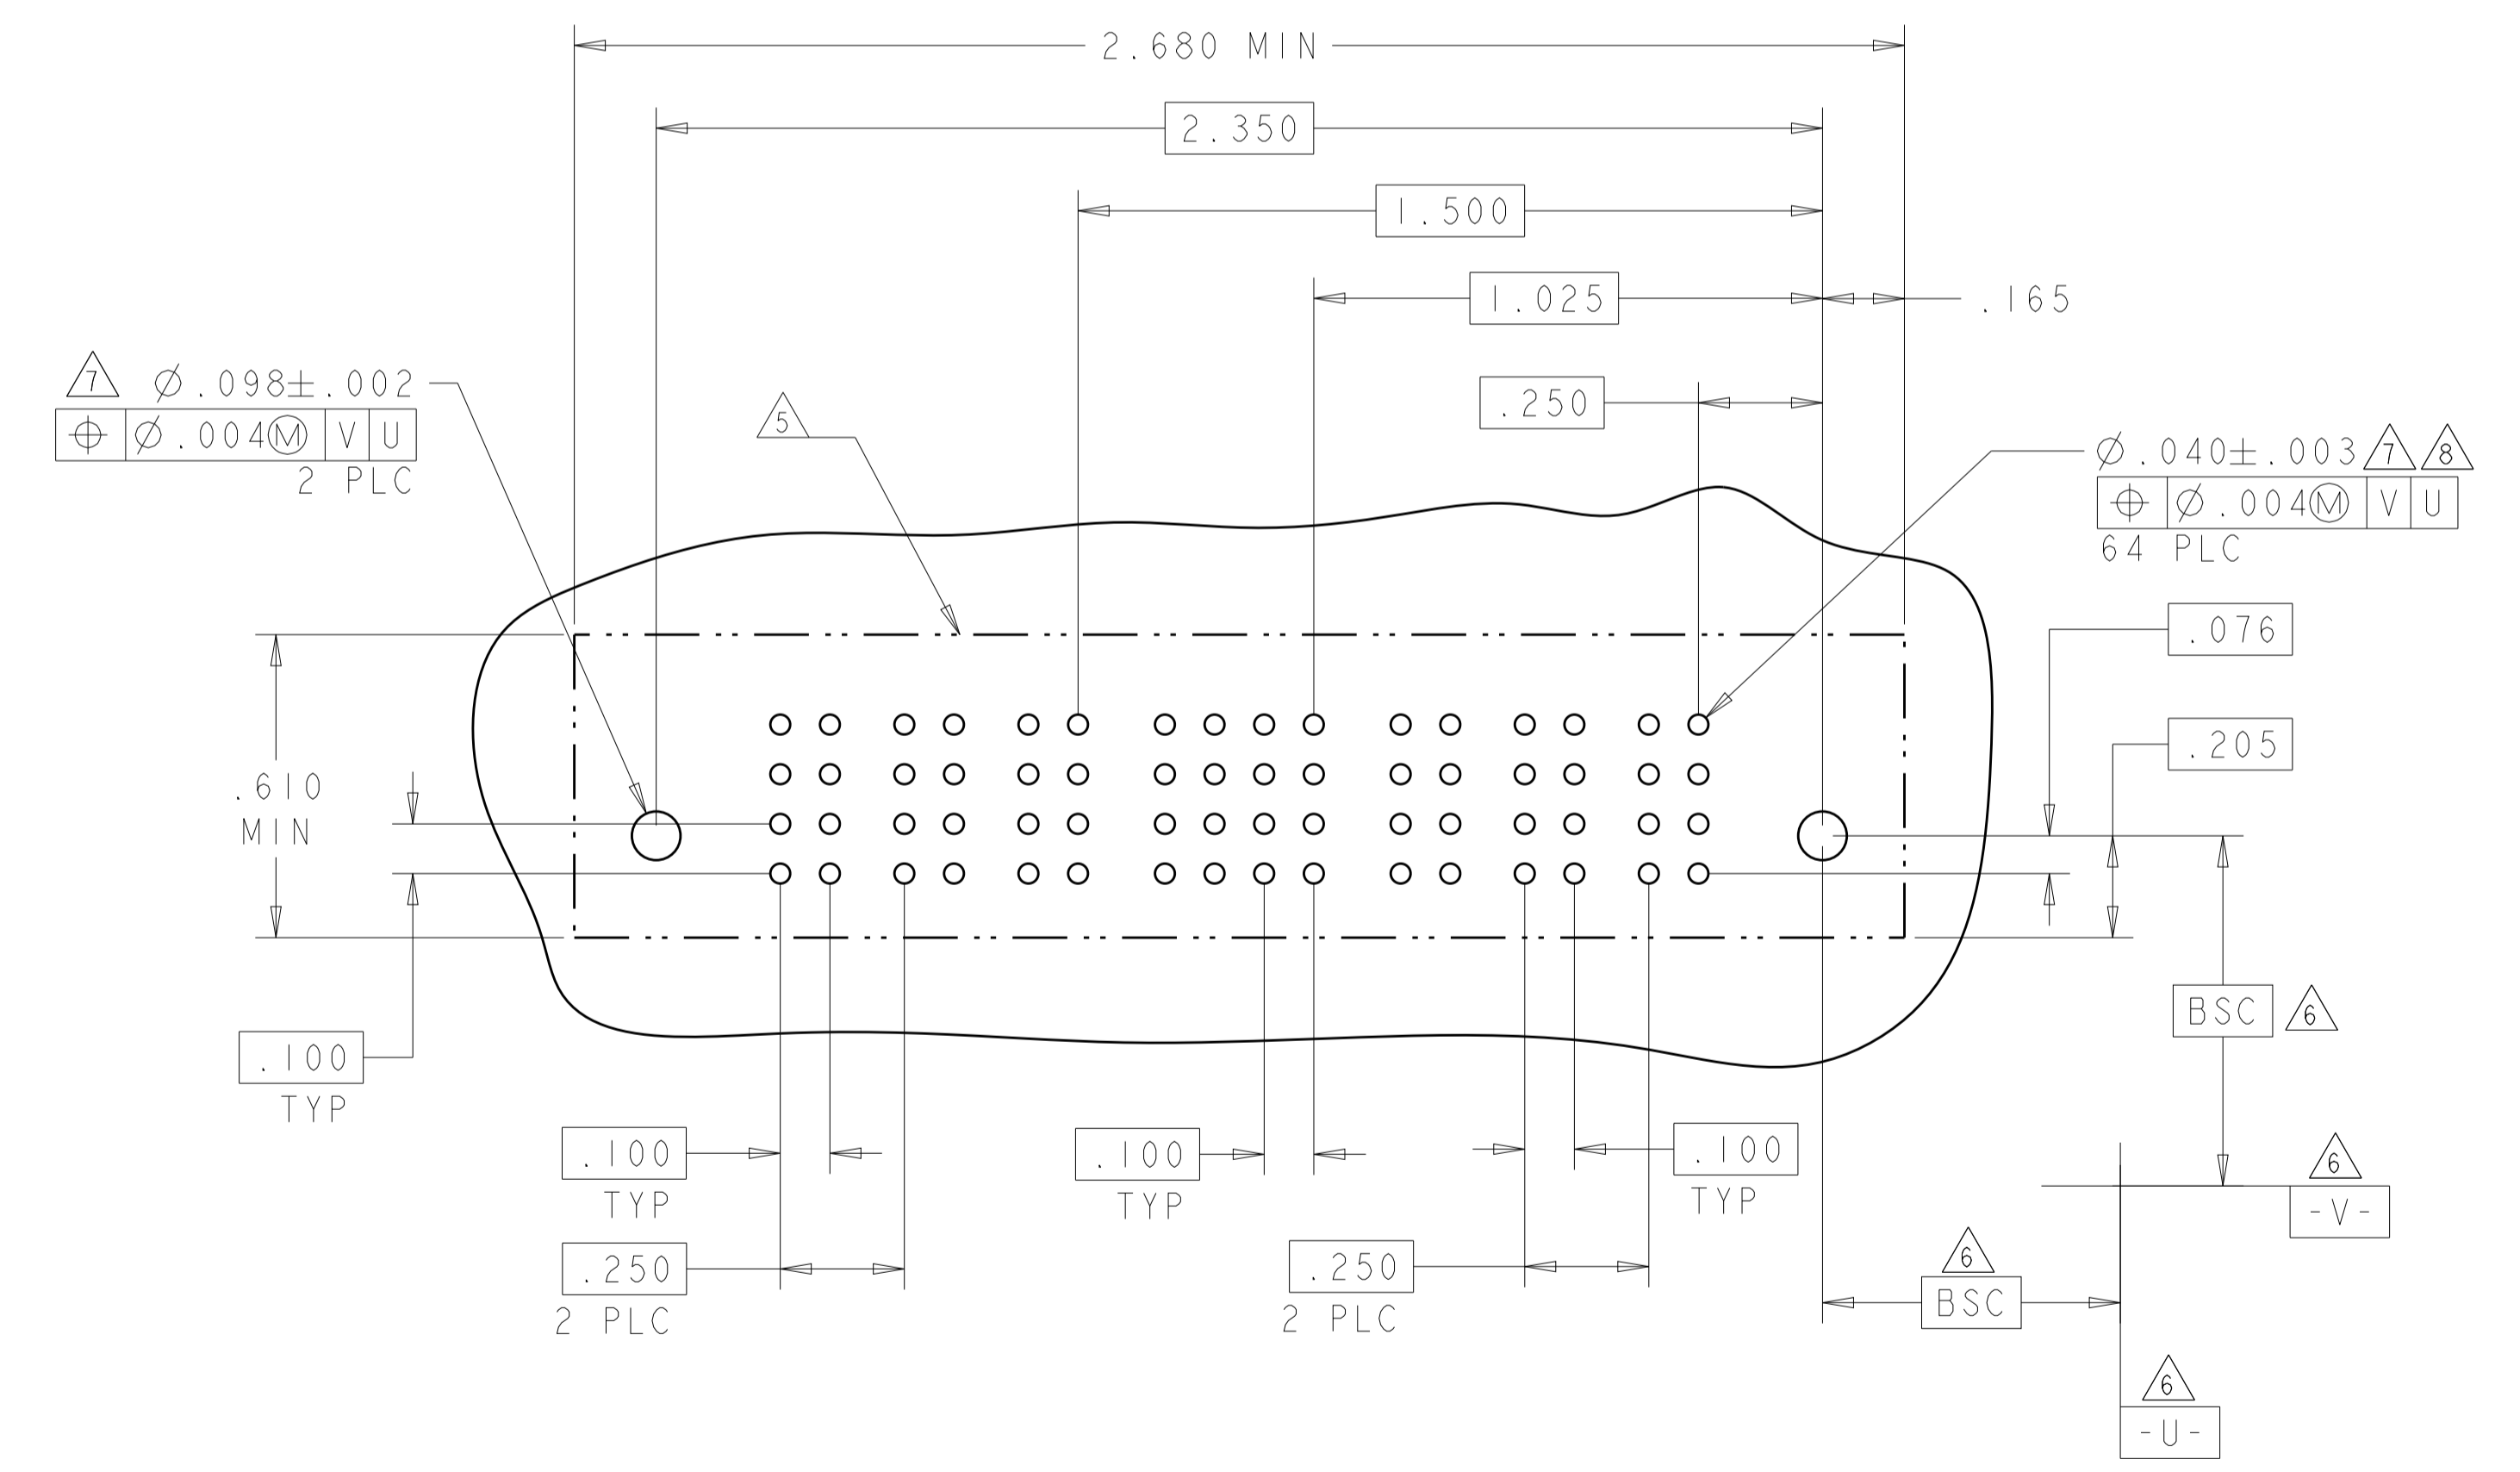 2.680 MIN
2.350
1.500
1.025
.165
.250
7 ⌀.098±.002
⌖ ⌀.004Ⓜ V U
2 PLC
5
⌀.040±.003 7 8
⌖ ⌀.004Ⓜ V U
64 PLC
.076
.205
.610
MIN
BSC 6
.100
TYP
.100
TYP
.100
TYP
.100
TYP
6
-V-
.250
2 PLC
.250
2 PLC
6
BSC
6
-U-